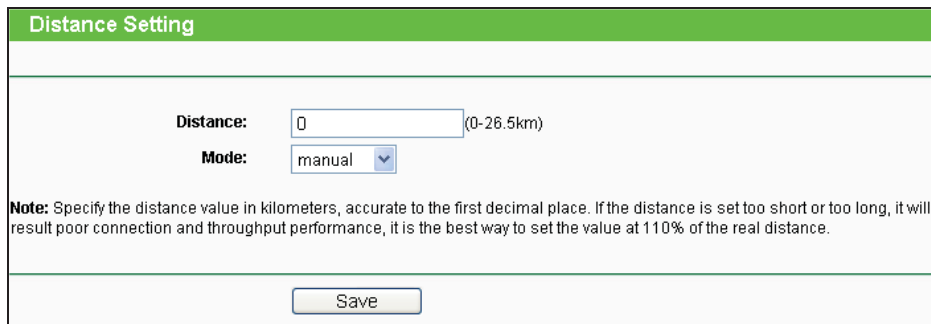 Distance Setting
Distance: 0 (0-26.5km)
Mode: manual
Note: Specify the distance value in kilometers, accurate to the first decimal place. If the distance is set too short or too long, it will
result poor connection and throughput performance, it is the best way to set the value at 110% of the real distance.
Save